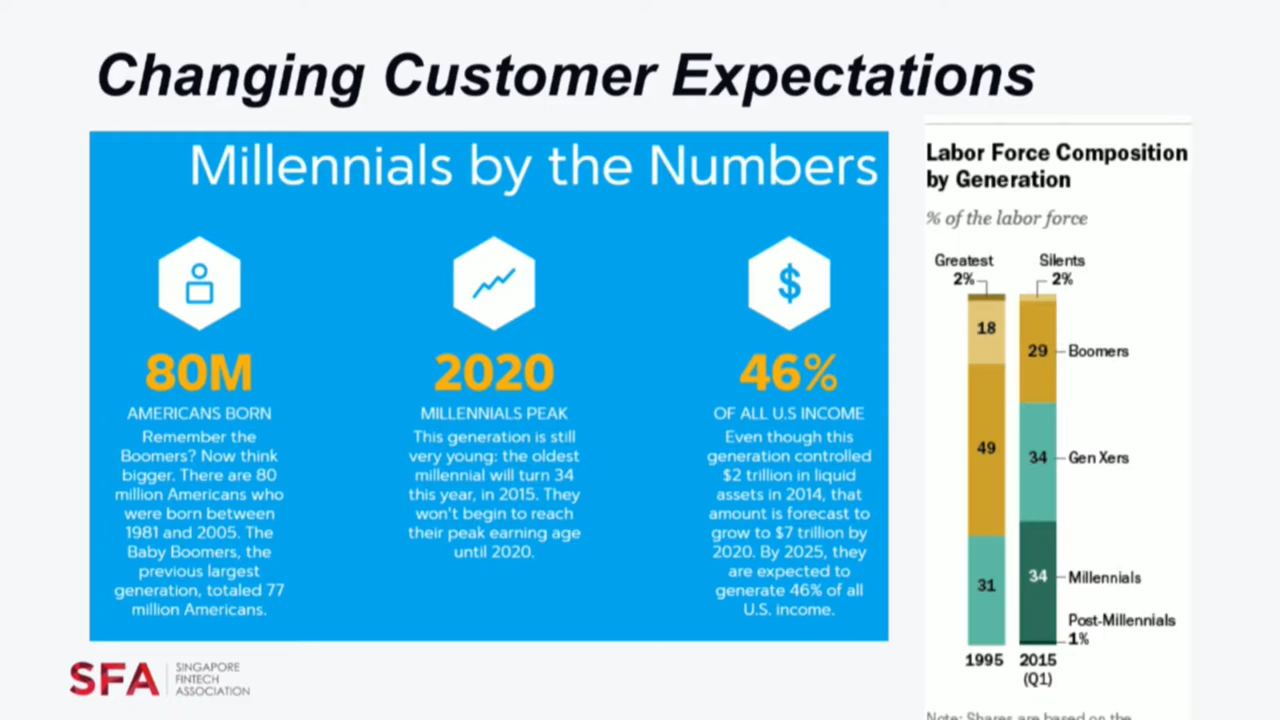 Changing Customer Expectations
Millennials by the Numbers
80M
AMERICANS BORN
Remember the
Boomers? Now think
bigger. There are 80
million Americans who
were born between
1981 and 2005. The
Baby Boomers, the
previous largest
generation, totaled 77
million Americans.
2020
MILLENNIALS PEAK
This generation is still
very young: the oldest
millennial will turn 34
this year, in 2015. They
won't begin to reach
their peak earning age
until 2020.
$
46%
OF ALL U.S INCOME
Even though this
generation controlled
$2 trillion in liquid
assets in 2014, that
amount is forecast to
grow to $7 trillion by
2020. By 2025, they
are expected to
generate 46% of all
U.S. income.
Labor Force Composition
by Generation
% of the labor force
Greatest
2%
Silents
2%
18
29
Boomers
49
34
Gen Xers
31
34
Millennials
Post-Millennials
1%
1995
2015
(Q1)
Note: Shares are based on the
SFA
SINGAPORE
FINTECH
ASSOCIATION